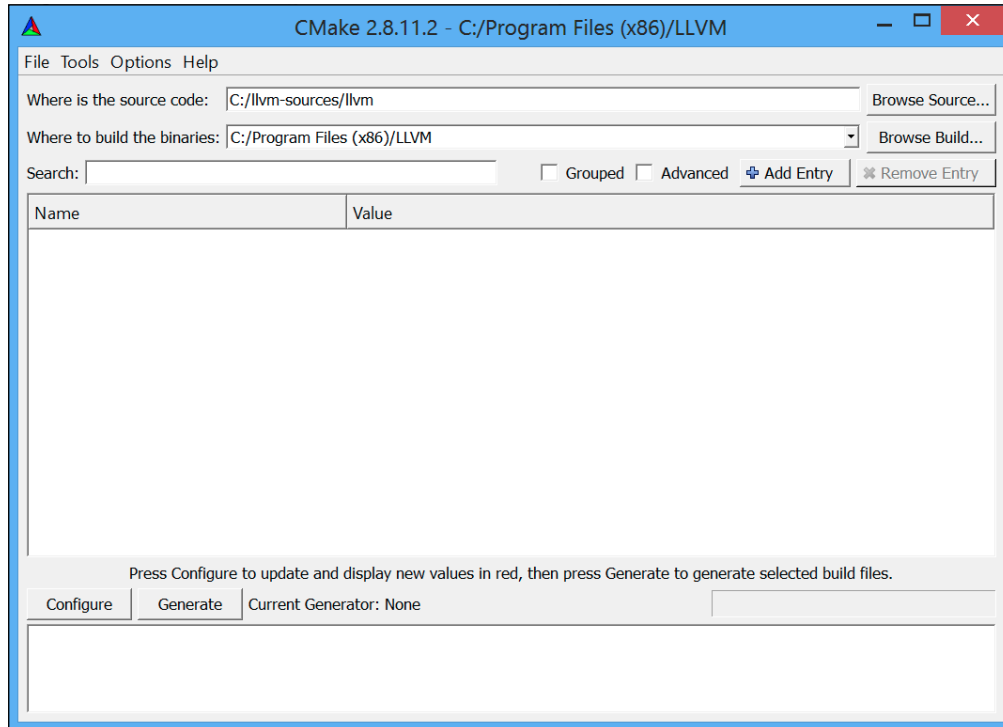 CMake 2.8.11.2 - C:/Program Files (x86)/LLVM
File Tools Options Help
Where is the source code: C:/llvm-sources/llvm Browse Source...
Where to build the binaries: C:/Program Files (x86)/LLVM Browse Build...
Search: Grouped Advanced Add Entry Remove Entry
Name Value
Press Configure to update and display new values in red, then press Generate to generate selected build files.
Configure Generate Current Generator: None